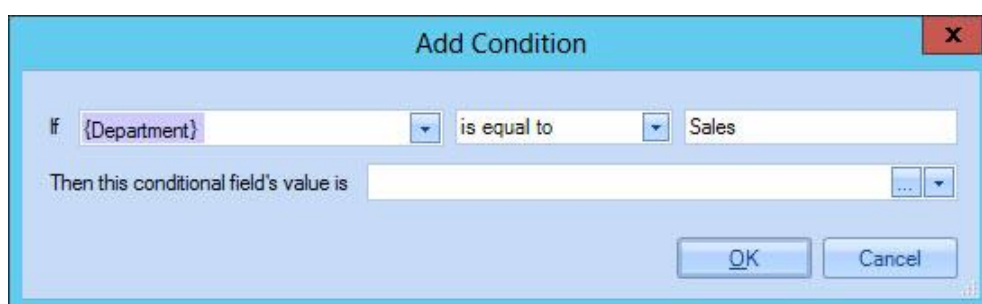 Add Condition
x
If {Department} is equal to Sales
Then this conditional field's value is ...
OK Cancel